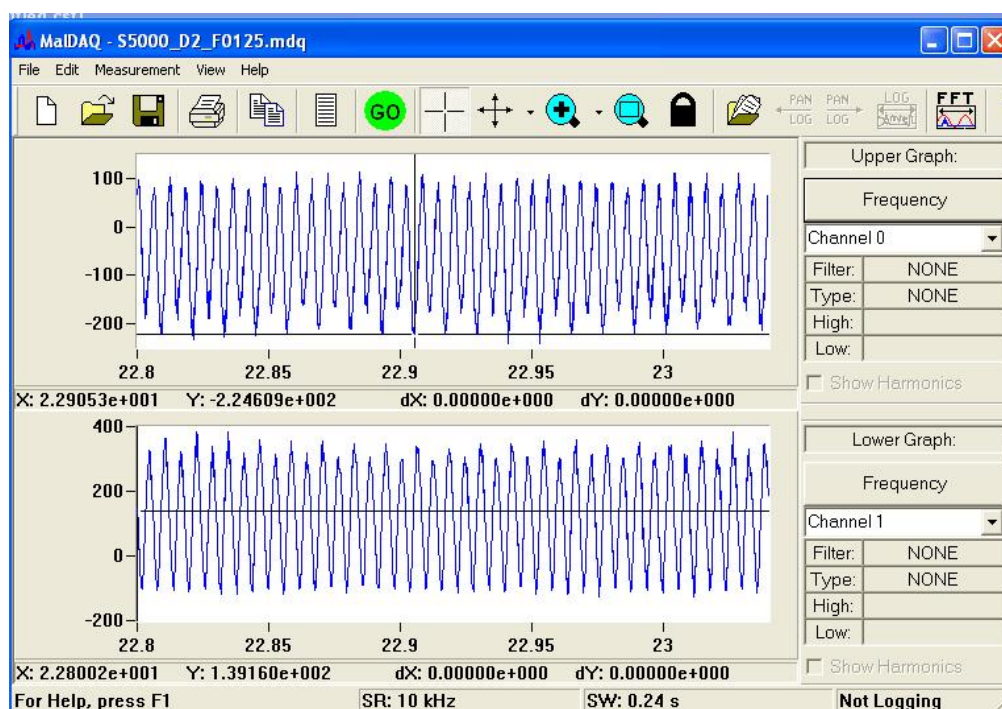 MalDAQ - S5000_D2_F0125.mdq
File Edit Measurement View Help
GO
PAN LOG
PAN LOG
LOG
FFT
100
0
-100
-200
22.8 22.85 22.9 22.95 23
X: 2.29053e+001 Y: -2.24609e+002 dX: 0.00000e+000 dY: 0.00000e+000
Upper Graph:
Frequency
Channel 0
Filter: NONE
Type: NONE
High:
Low:
Show Harmonics
400
200
0
-200
22.8 22.85 22.9 22.95 23
X: 2.28002e+001 Y: 1.39160e+002 dX: 0.00000e+000 dY: 0.00000e+000
Lower Graph:
Frequency
Channel 1
Filter: NONE
Type: NONE
High:
Low:
Show Harmonics
For Help, press F1 SR: 10 kHz SW: 0.24 s Not Logging